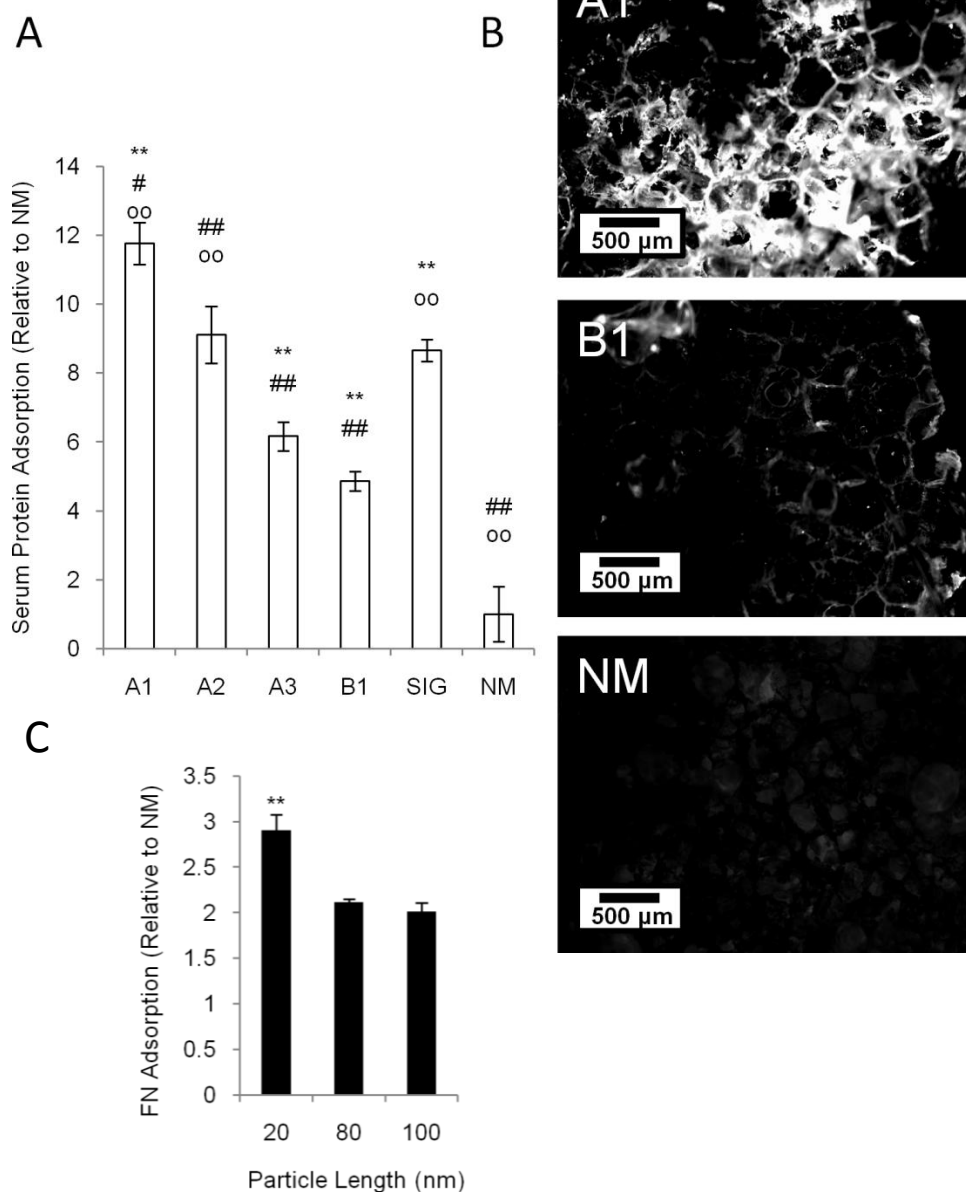 A
Serum Protein Adsorption (Relative to NM)
14
12
10
8
6
4
2
0
**
#
oo
##
oo
**
##
**
##
**
oo
##
oo
A1 A2 A3 B1 SIG NM
B
A1
500 µm
B1
500 µm
NM
500 µm
C
FN Adsorption (Relative to NM)
3.5
3
2.5
2
1.5
1
0.5
0
**
20 80 100
Particle Length (nm)